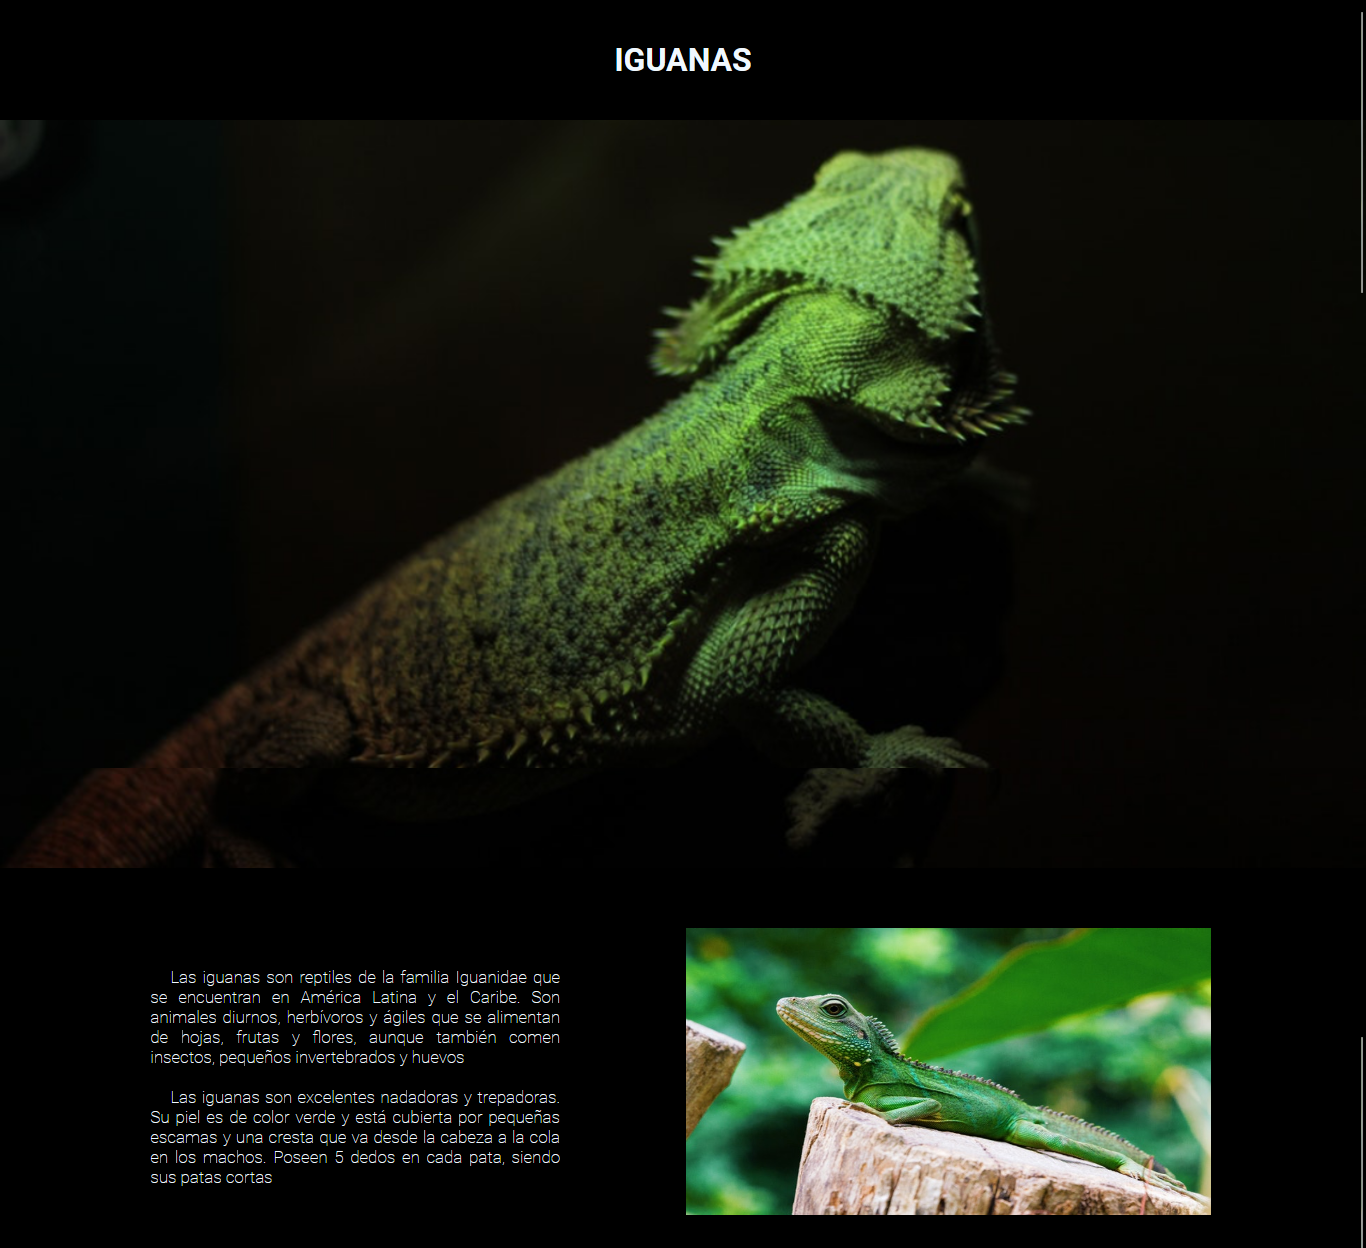 IGUANAS
Las iguanas son reptiles de la familia Iguanidae que
se encuentran en América Latina y el Caribe. Son
animales diurnos, herbívoros y ágiles que se alimentan
de hojas, frutas y flores, aunque también comen
insectos, pequeños invertebrados y huevos
Las iguanas son excelentes nadadoras y trepadoras.
Su piel es de color verde y está cubierta por pequeñas
escamas y una cresta que va desde la cabeza a la cola
en los machos. Poseen 5 dedos en cada pata, siendo
sus patas cortas